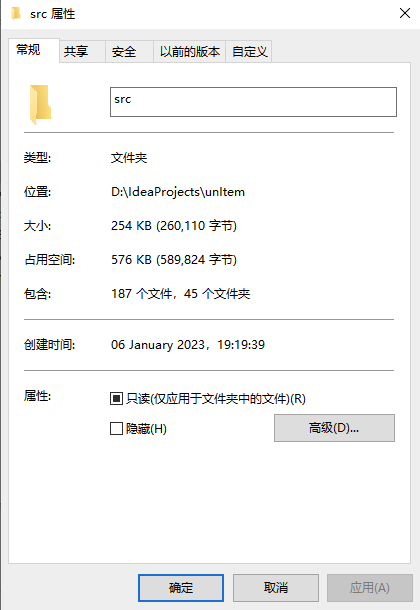 src 属性
常规 共享 安全 以前的版本 自定义
src
类型: 文件夹
位置: D:\IdeaProjects\unItem
大小: 254 KB (260,110 字节)
占用空间: 576 KB (589,824 字节)
包含: 187 个文件，45 个文件夹
创建时间: 06 January 2023，19:19:39
属性: 只读(仅应用于文件夹中的文件)(R)
隐藏(H) 高级(D)...
确定 取消 应用(A)